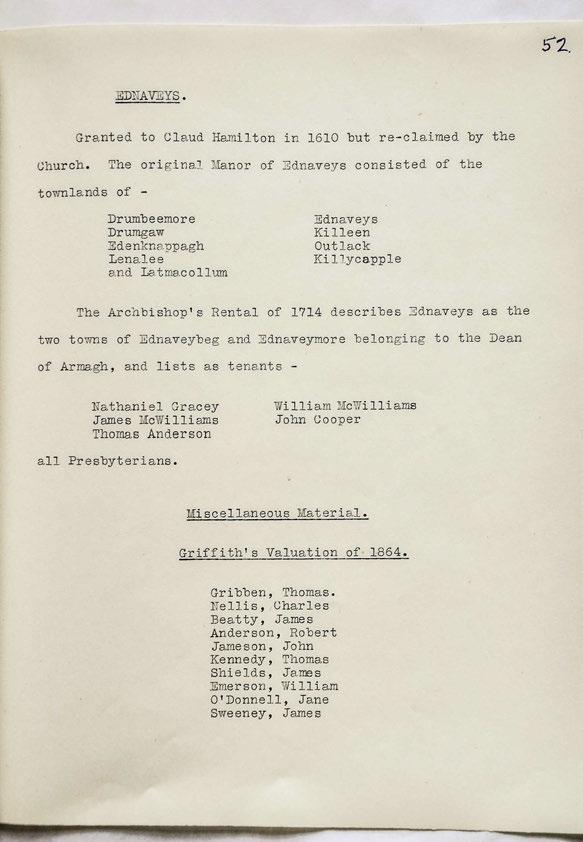 52.
EDNAVEYS.
Granted to Claud Hamilton in 1610 but re-claimed by the
Church. The original Manor of Ednaveys consisted of the
townlands of -
Drumbeemore Ednaveys
Drumgaw Killeen
Edenknappagh Outlack
Lenalee Killycapple
and Latmacollum
The Archbishop's Rental of 1714 describes Ednaveys as the
two towns of Ednaveybeg and Ednaveymore belonging to the Dean
of Armagh, and lists as tenants -
Nathaniel Gracey William McWilliams
James McWilliams John Cooper
Thomas Anderson
all Presbyterians.
Miscellaneous Material.
Griffith's Valuation of 1864.
Gribben, Thomas.
Nellis, Charles
Beatty, James
Anderson, Robert
Jameson, John
Kennedy, Thomas
Shields, James
Emerson, William
O'Donnell, Jane
Sweeney, James